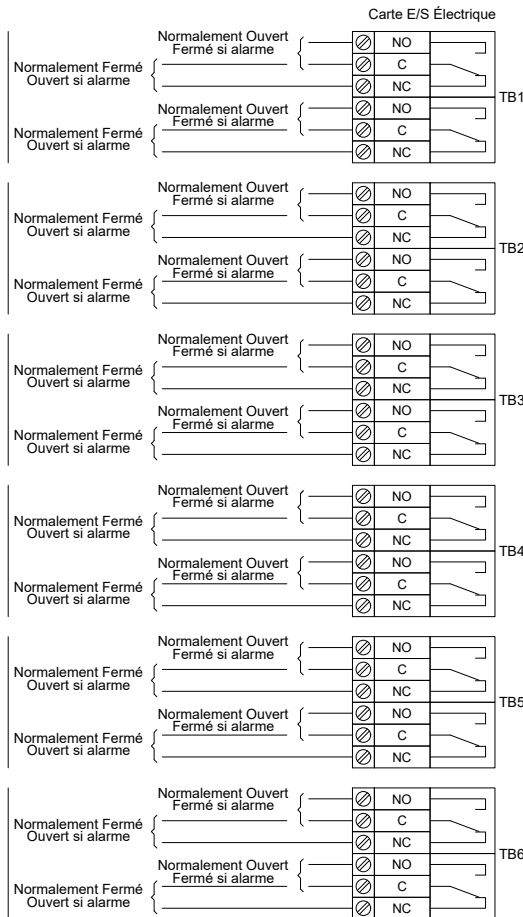 Carte E/S Électrique
Normalement Ouvert
Fermé si alarme
NO
C
Normalement Fermé
Ouvert si alarme
NC
TB1
Normalement Ouvert
Fermé si alarme
NO
C
Normalement Fermé
Ouvert si alarme
NC
Normalement Ouvert
Fermé si alarme
NO
C
Normalement Fermé
Ouvert si alarme
NC
TB2
Normalement Ouvert
Fermé si alarme
NO
C
Normalement Fermé
Ouvert si alarme
NC
Normalement Ouvert
Fermé si alarme
NO
C
Normalement Fermé
Ouvert si alarme
NC
TB3
Normalement Ouvert
Fermé si alarme
NO
C
Normalement Fermé
Ouvert si alarme
NC
Normalement Ouvert
Fermé si alarme
NO
C
Normalement Fermé
Ouvert si alarme
NC
TB4
Normalement Ouvert
Fermé si alarme
NO
C
Normalement Fermé
Ouvert si alarme
NC
Normalement Ouvert
Fermé si alarme
NO
C
Normalement Fermé
Ouvert si alarme
NC
TB5
Normalement Ouvert
Fermé si alarme
NO
C
Normalement Fermé
Ouvert si alarme
NC
Normalement Ouvert
Fermé si alarme
NO
C
Normalement Fermé
Ouvert si alarme
NC
TB6
Normalement Ouvert
Fermé si alarme
NO
C
Normalement Fermé
Ouvert si alarme
NC